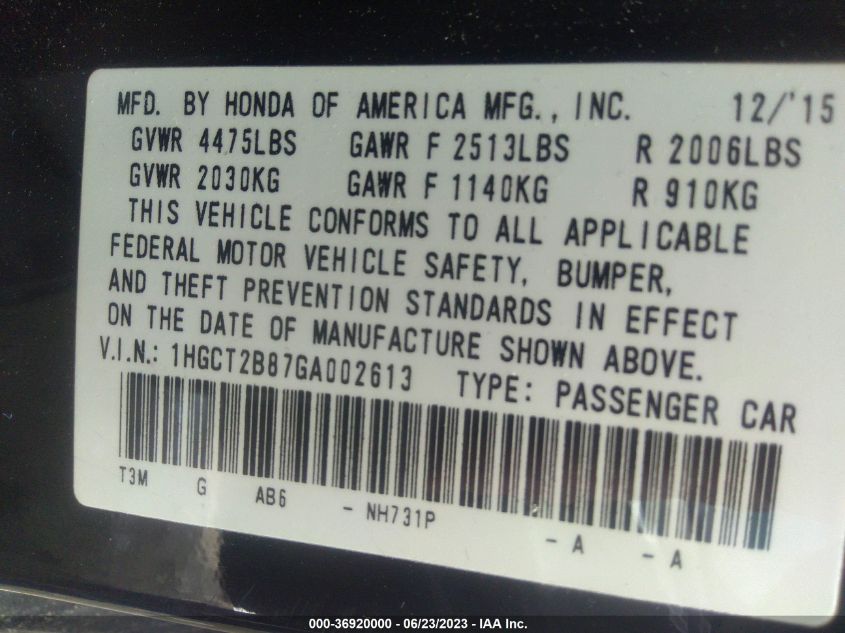 MFD. BY HONDA OF AMERICA MFG., INC. 12/'15
GVWR 4475LBS GAWR F 2513LBS R 2006LBS
GVWR 2030KG GAWR F 1140KG R 910KG
THIS VEHICLE CONFORMS TO ALL APPLICABLE
FEDERAL MOTOR VEHICLE SAFETY, BUMPER,
AND THEFT PREVENTION STANDARDS IN EFFECT
ON THE DATE OF MANUFACTURE SHOWN ABOVE.
V.I.N.: 1HGCT2B87GA002613 TYPE: PASSENGER CAR
T3M G AB6 - NH731P - A - A
000-36920000 - 06/23/2023 - IAA Inc.